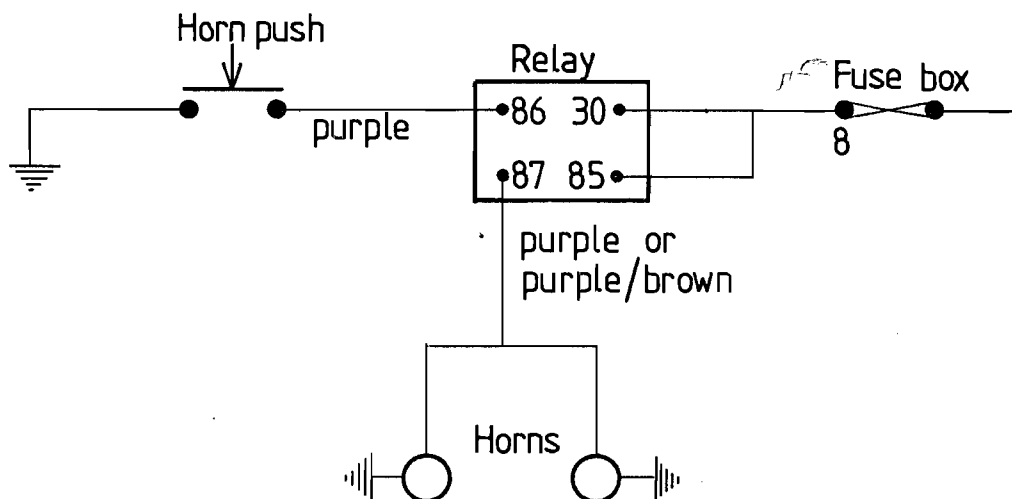 Horn push
Relay
Fuse box
purple
86 30
8
87 85
purple or
purple/brown
Horns